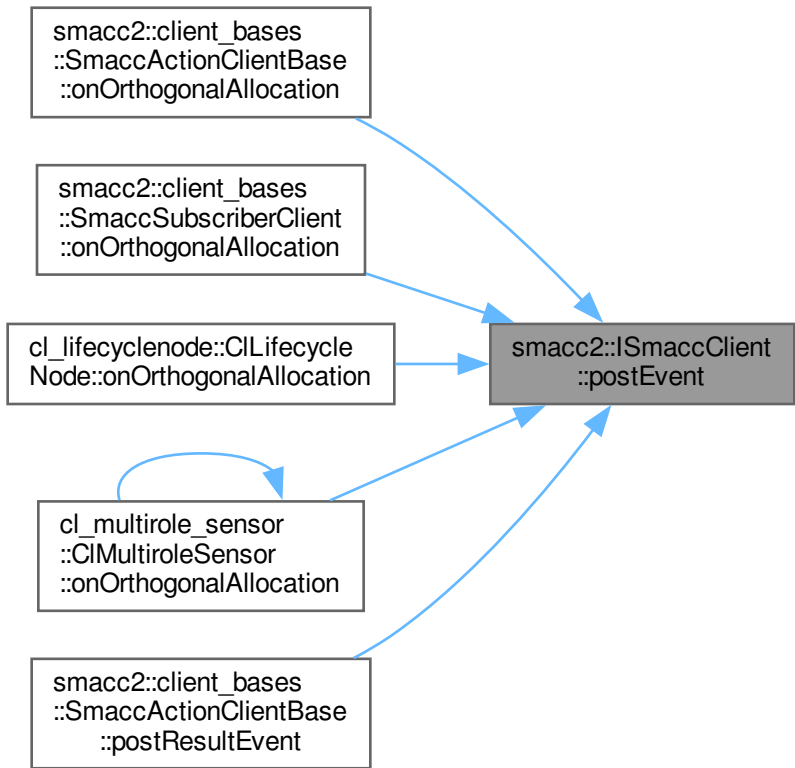 smacc2::client_bases
::SmaccActionClientBase
::onOrthogonalAllocation
smacc2::client_bases
::SmaccSubscriberClient
::onOrthogonalAllocation
cl_lifecyclenode::ClLifecycle
Node::onOrthogonalAllocation
smacc2::ISmaccClient
::postEvent
cl_multirole_sensor
::ClMultiroleSensor
::onOrthogonalAllocation
smacc2::client_bases
::SmaccActionClientBase
::postResultEvent